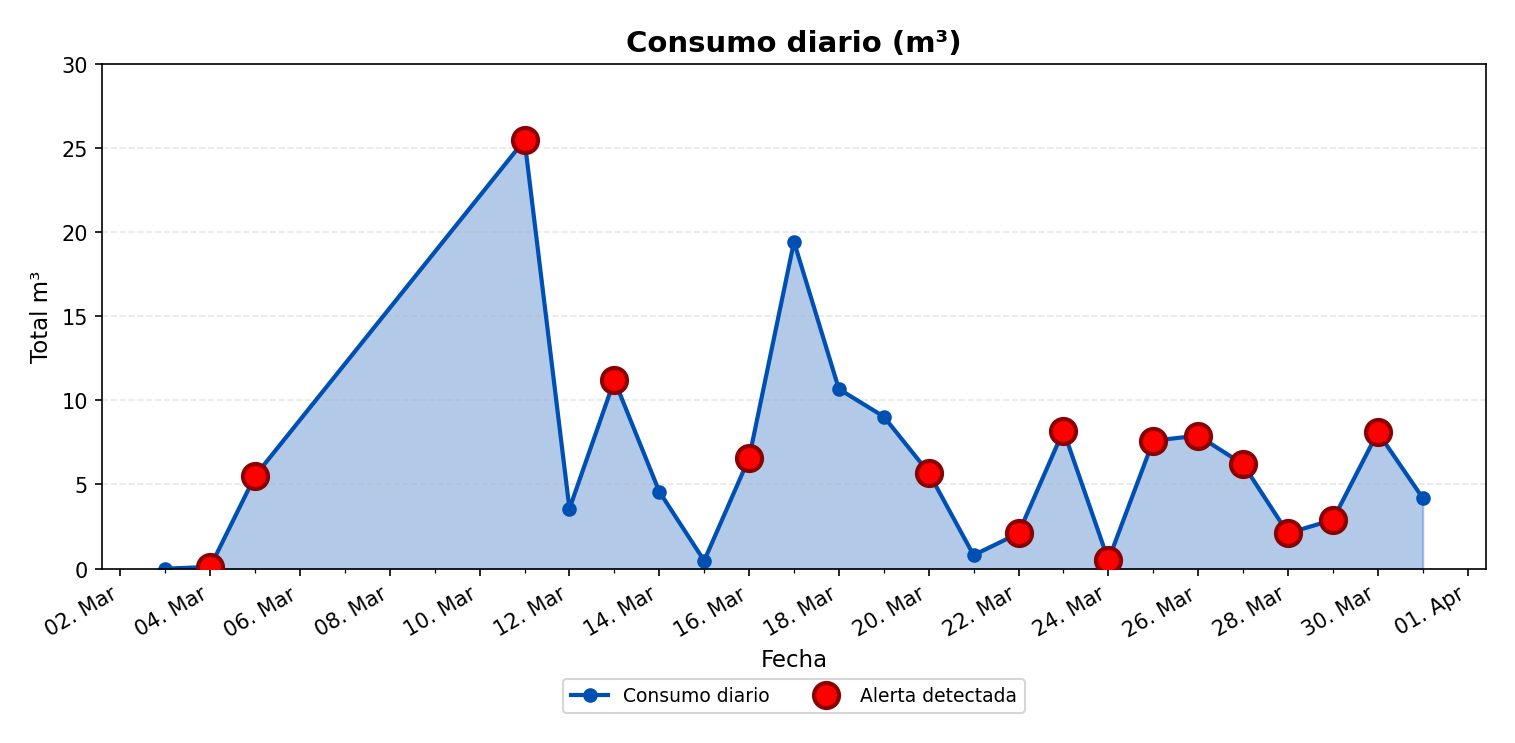 Consumo diario (m³)
30
25
20
15
10
5
0
Total m³
02. Mar
04. Mar
06. Mar
08. Mar
10. Mar
12. Mar
14. Mar
16. Mar
18. Mar
20. Mar
22. Mar
24. Mar
26. Mar
28. Mar
30. Mar
01. Apr
Fecha
Consumo diario
Alerta detectada